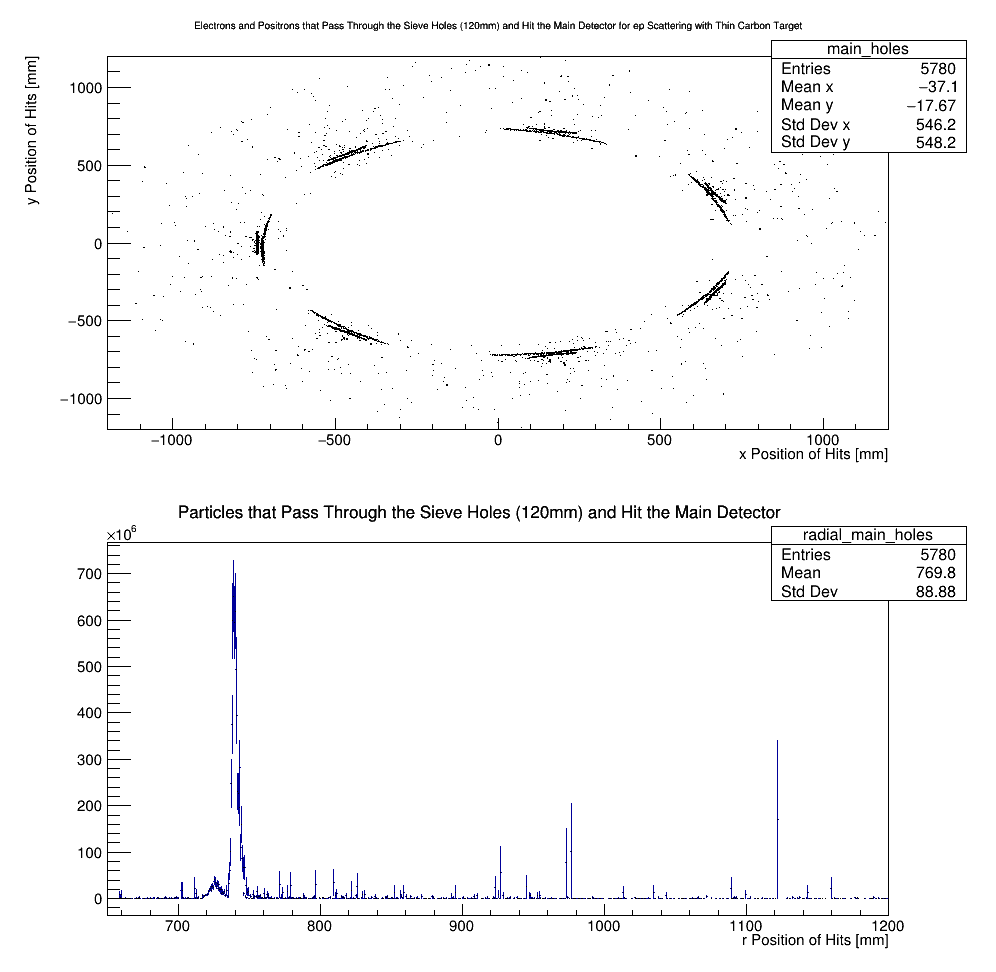 Electrons and Positrons that Pass Through the Sieve Holes (120mm) and Hit the Main Detector for ep Scattering with Thin Carbon Target
main_holes
Entries 5780
Mean x −37.1
Mean y −17.67
Std Dev x 546.2
Std Dev y 548.2
y Position of Hits [mm]
1000
500
0
−500
−1000
−1000 −500 0 500 1000
x Position of Hits [mm]
Particles that Pass Through the Sieve Holes (120mm) and Hit the Main Detector
radial_main_holes
Entries 5780
Mean 769.8
Std Dev 88.88
×10^6
700
600
500
400
300
200
100
0
700 800 900 1000 1100 1200
r Position of Hits [mm]